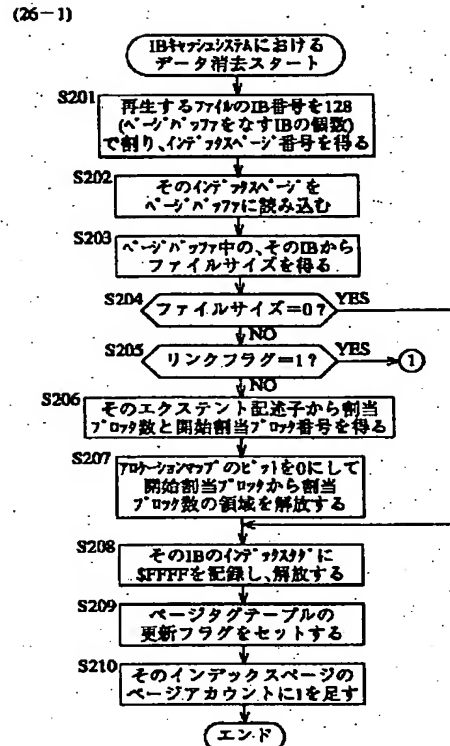 (26-1)
IBキャッシュシステムにおける
データ消去スタート
S201
再生するファイルのIB番号を128
(ページバッファをなすIBの個数)
で割り、インデックスページ番号を得る
S202
そのインデックスページを
ページバッファに読み込む
S203
ページバッファ中の、そのIBから
ファイルサイズを得る
S204
ファイルサイズ=0?
YES
NO
S205
リンクフラグ=1?
YES
①
NO
S206
そのエクステント記述子から割当
ブロック数と開始割当ブロック番号を得る
S207
アロケーションマップのビットを0にして
開始割当ブロックから割当
ブロック数の領域を解放する
S208
そのIBのインデックスタグに
$FFFFを記録し、解放する
S209
ページタグテーブルの
更新フラグをセットする
S210
そのインデックスページの
ページアカウントに1を足す
エンド